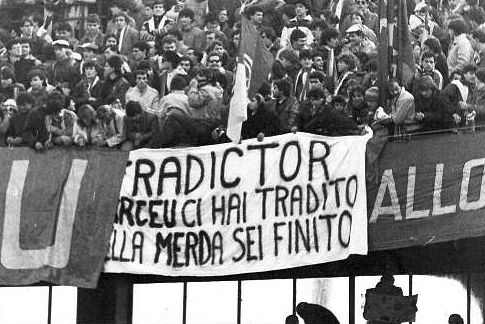 TRADICTOR
ARCEU CI HAI TRADITO
ELLA MERDA SEI FINITO
U
ALLO